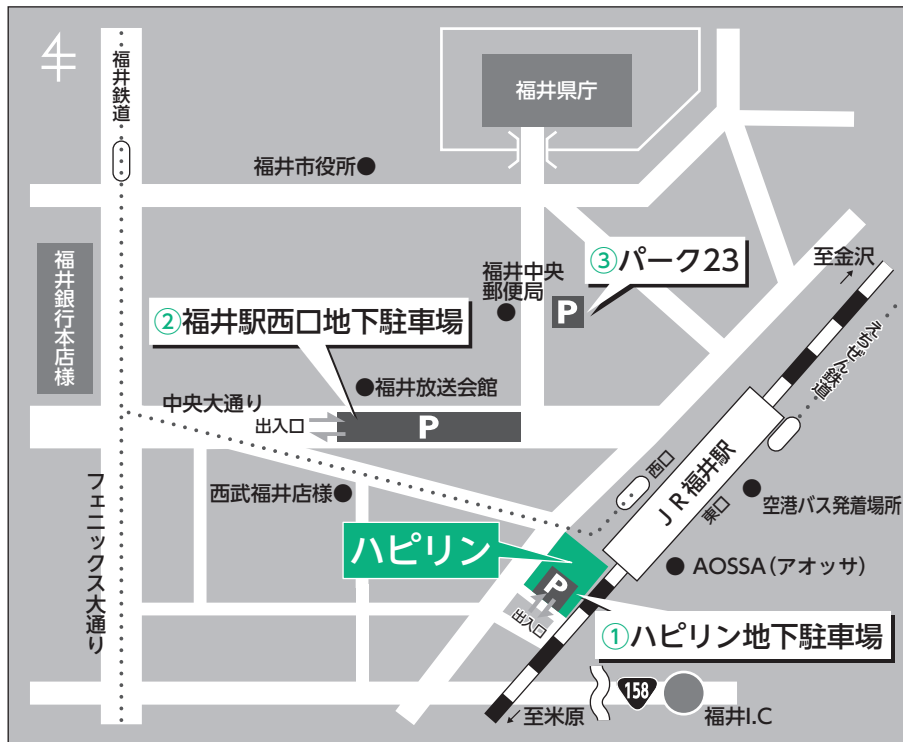 福井鉄道
福井県庁
福井市役所
福井銀行本店様
福井中央
郵便局
③パーク23
P
至金沢
えちぜん鉄道
②福井駅西口地下駐車場
福井放送会館
中央大通り
出入口
P
西口
JR福井駅
東口
空港バス発着場所
西武福井店様
フェニックス大通り
ハピリン
P
出入口
AOSSA(アオッサ)
①ハピリン地下駐車場
158
至米原
福井I.C